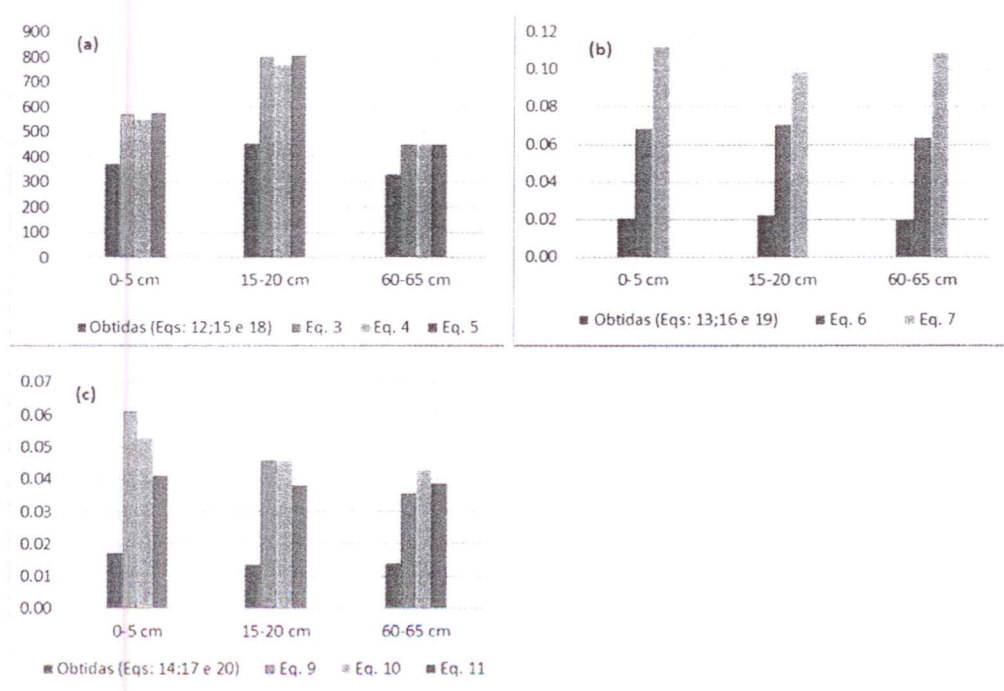 (a)
900
800
700
600
500
400
300
200
100
0
0-5 cm 15-20 cm 60-65 cm
Obtidas (Eqs: 12;15 e 18) Eq. 3 Eq. 4 Eq. 5
(b)
0.12
0.10
0.08
0.06
0.04
0.02
0.00
0-5 cm 15-20 cm 60-65 cm
Obtidas (Eqs: 13;16 e 19) Eq. 6 Eq. 7
(c)
0.07
0.06
0.05
0.04
0.03
0.02
0.01
0.00
0-5 cm 15-20 cm 60-65 cm
Obtidas (Eqs: 14;17 e 20) Eq. 9 Eq. 10 Eq. 11